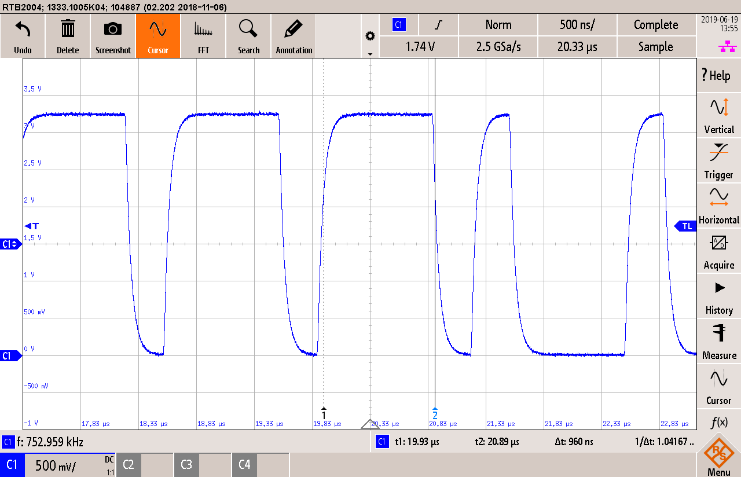 RTB2004; 1333.1005K04; 104867 (02.202 2018-11-06)
Undo Delete Screenshot Cursor FFT Search Annotation
C1 Norm 500 ns/ Complete
1.74 V 2.5 GSa/s 20.33 µs Sample
2019-06-19
13:55
? Help
Vertical
Trigger
Horizontal
Acquire
History
Measure
Cursor
f(x)
Menu
3.5 V
3 V
2.5 V
2 V
T
TL
1.5 V
C1
1 V
500 mV
0 V
C1
-500 mV
-1 V
1
2
17,83 µs 18,33 µs 18,83 µs 19,33 µs 19,83 µs 20,33 µs 20,83 µs 21,33 µs 21,83 µs 22,33 µs 22,83 µs
C1 f: 752.959 kHz
C1 t1: 19.93 µs t2: 20.89 µs Δt: 960 ns 1/Δt: 1.04167 ..
C1 500 mV/ DC 1:1 C2 C3 C4
R&S